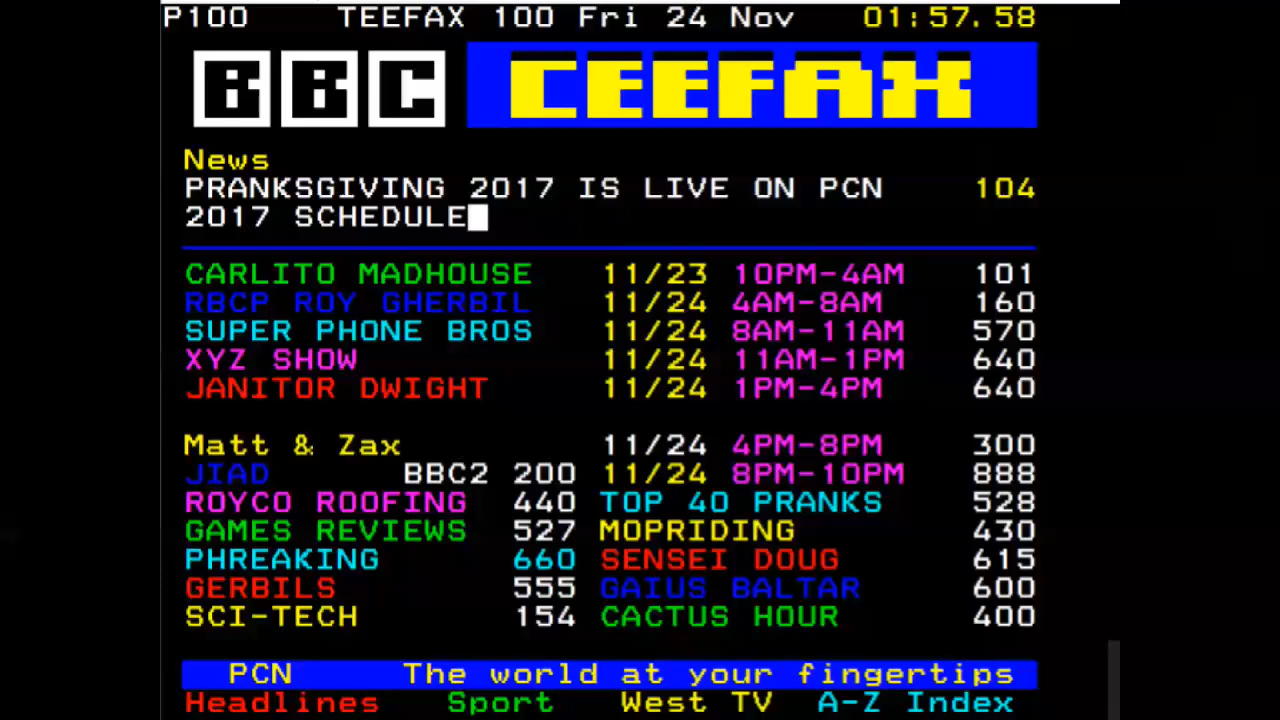 P100 TEEFAX 100 Fri 24 Nov 01:57.58
BBC CEEFAX
News
PRANKSGIVING 2017 IS LIVE ON PCN 104
2017 SCHEDULE
CARLITO MADHOUSE 11/23 10PM-4AM 101
RBCP ROY GHERBIL 11/24 4AM-8AM 160
SUPER PHONE BROS 11/24 8AM-11AM 570
XYZ SHOW 11/24 11AM-1PM 640
JANITOR DWIGHT 11/24 1PM-4PM 640
Matt & Zax 11/24 4PM-8PM 300
JIAD BBC2 200 11/24 8PM-10PM 888
ROYCO ROOFING 440 TOP 40 PRANKS 528
GAMES REVIEWS 527 MOPRIDING 430
PHREAKING 660 SENSEI DOUG 615
GERBILS 555 GAIUS BALTAR 600
SCI-TECH 154 CACTUS HOUR 400
PCN The world at your fingertips
Headlines Sport West TV A-Z Index